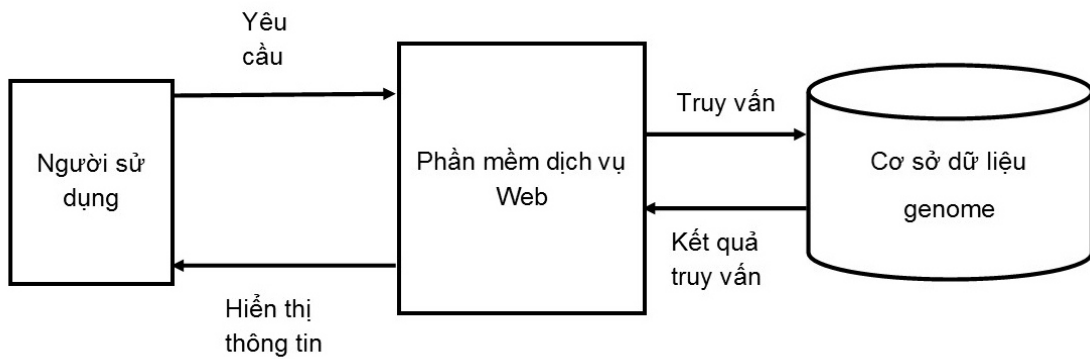 Yêu
cầu
Người sử
dụng
Hiển thị
thông tin
Phần mềm dịch vụ
Web
Truy vấn
Kết quả
truy vấn
Cơ sở dữ liệu
genome